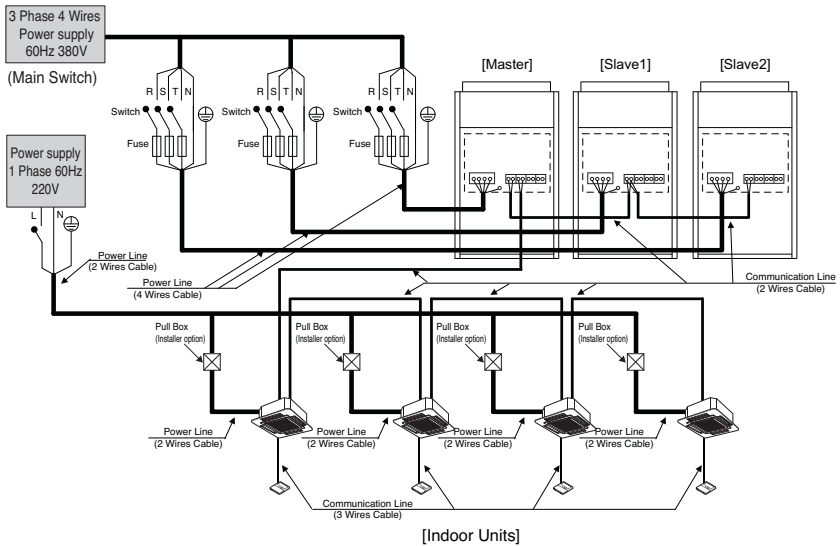 3 Phase 4 Wires
Power supply
60Hz 380V
(Main Switch)
[Master]
[Slave1]
[Slave2]
R S T N
R S T N
R S T N
Switch
Switch
Switch
Fuse
Fuse
Fuse
Power supply
1 Phase 60Hz
220V
L N
Power Line
(2 Wires Cable)
Power Line
(4 Wires Cable)
Communication Line
(2 Wires Cable)
Pull Box
(Installer option)
Pull Box
(Installer option)
Pull Box
(Installer option)
Pull Box
(Installer option)
Power Line
(2 Wires Cable)
Power Line
(2 Wires Cable)
Power Line
(2 Wires Cable)
Power Line
(2 Wires Cable)
Communication Line
(3 Wires Cable)
[Indoor Units]